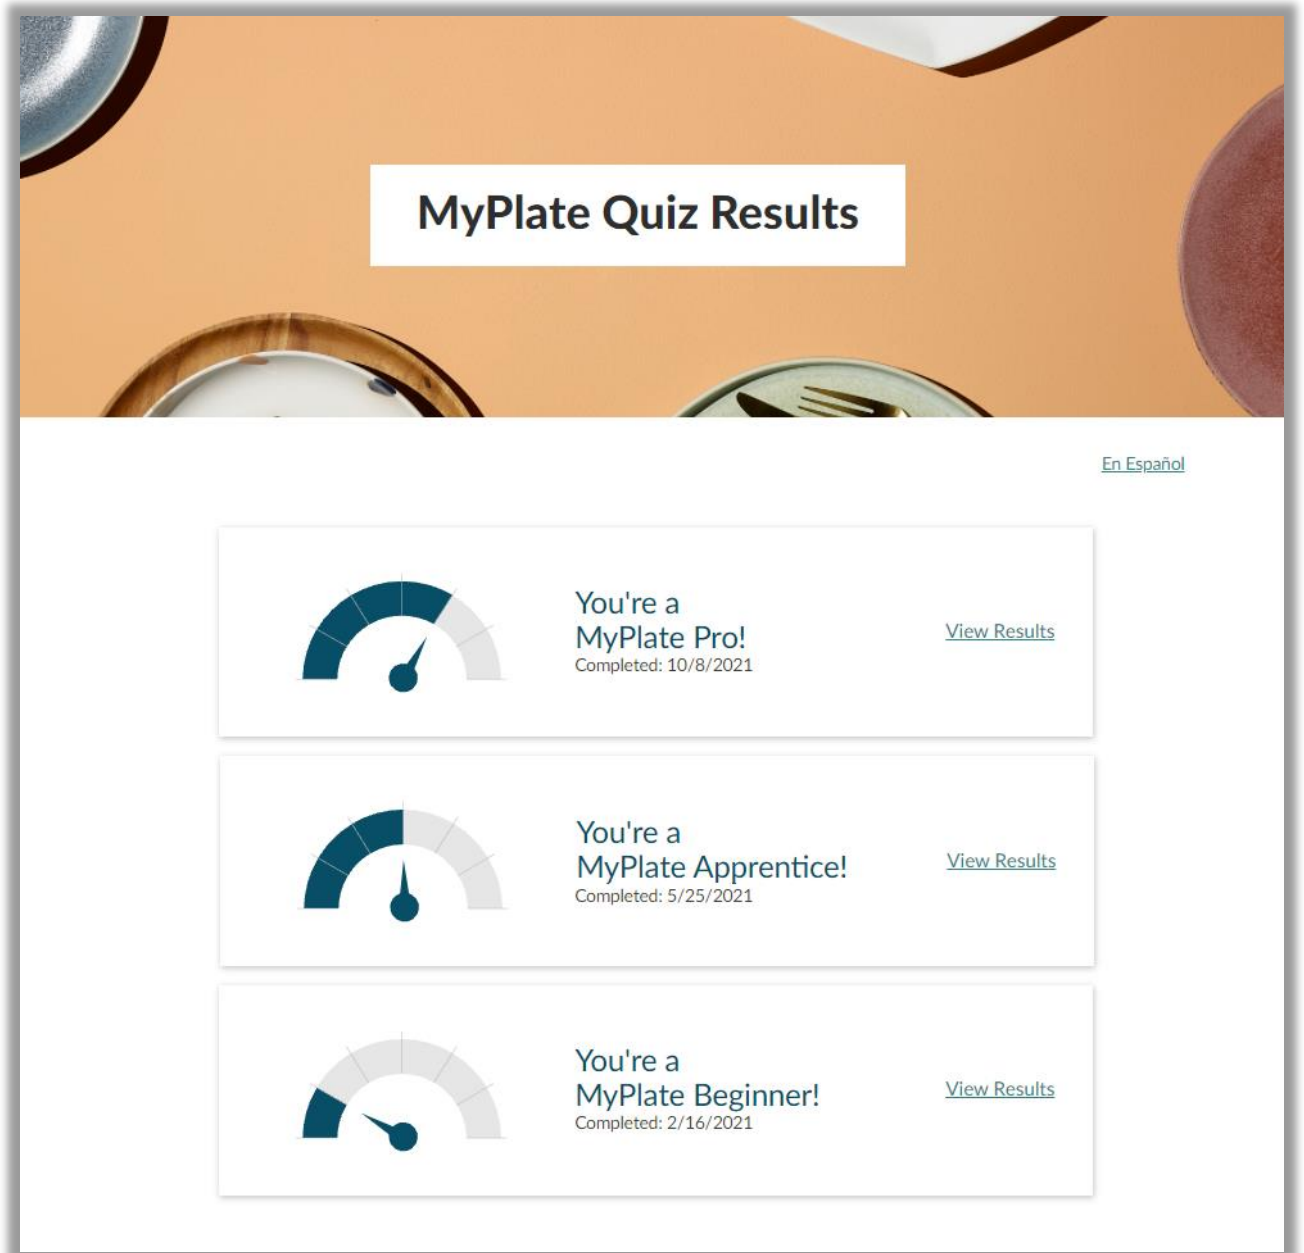 MyPlate Quiz Results
En Español
You're a
MyPlate Pro!
Completed: 10/8/2021
View Results
You're a
MyPlate Apprentice!
Completed: 5/25/2021
View Results
You're a
MyPlate Beginner!
Completed: 2/16/2021
View Results